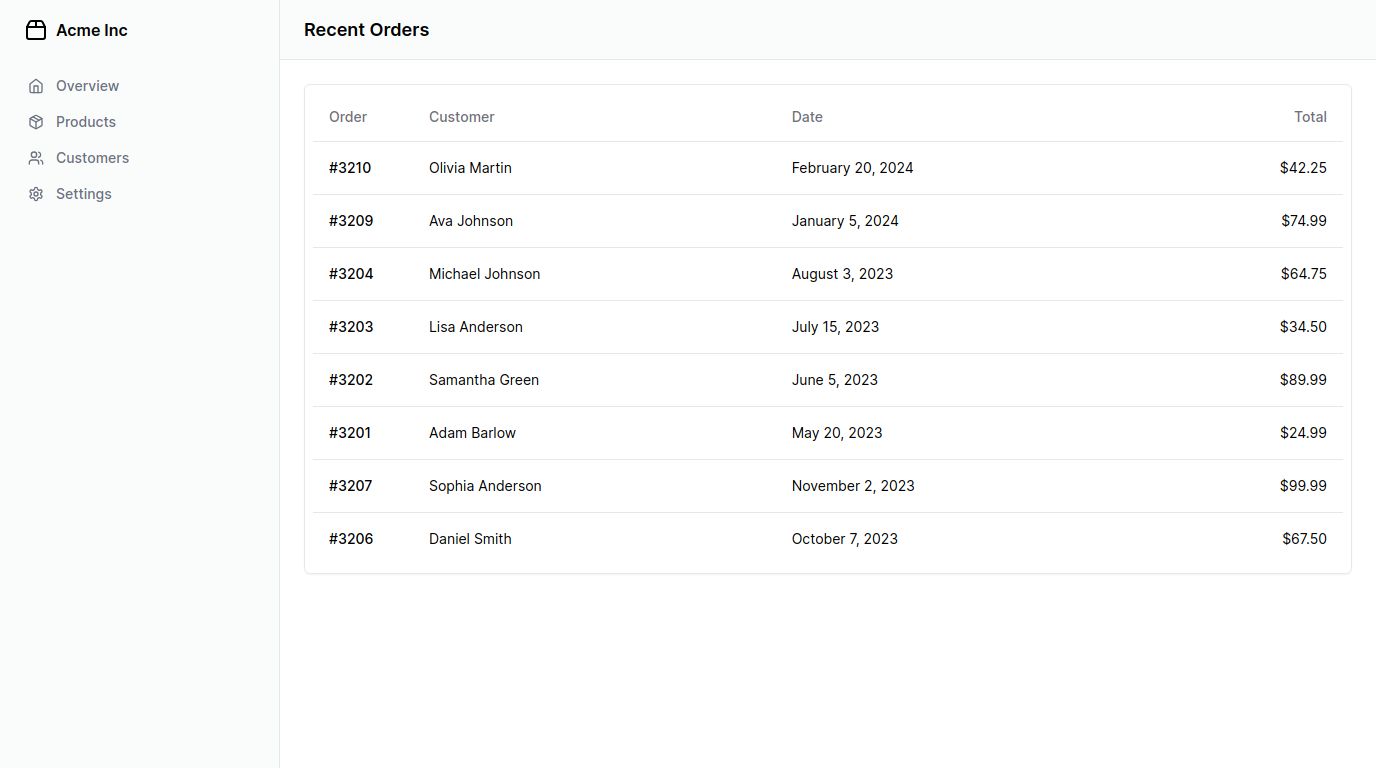 Acme Inc
Overview
Products
Customers
Settings
Recent Orders
Order Customer Date Total
#3210 Olivia Martin February 20, 2024 $42.25
#3209 Ava Johnson January 5, 2024 $74.99
#3204 Michael Johnson August 3, 2023 $64.75
#3203 Lisa Anderson July 15, 2023 $34.50
#3202 Samantha Green June 5, 2023 $89.99
#3201 Adam Barlow May 20, 2023 $24.99
#3207 Sophia Anderson November 2, 2023 $99.99
#3206 Daniel Smith October 7, 2023 $67.50